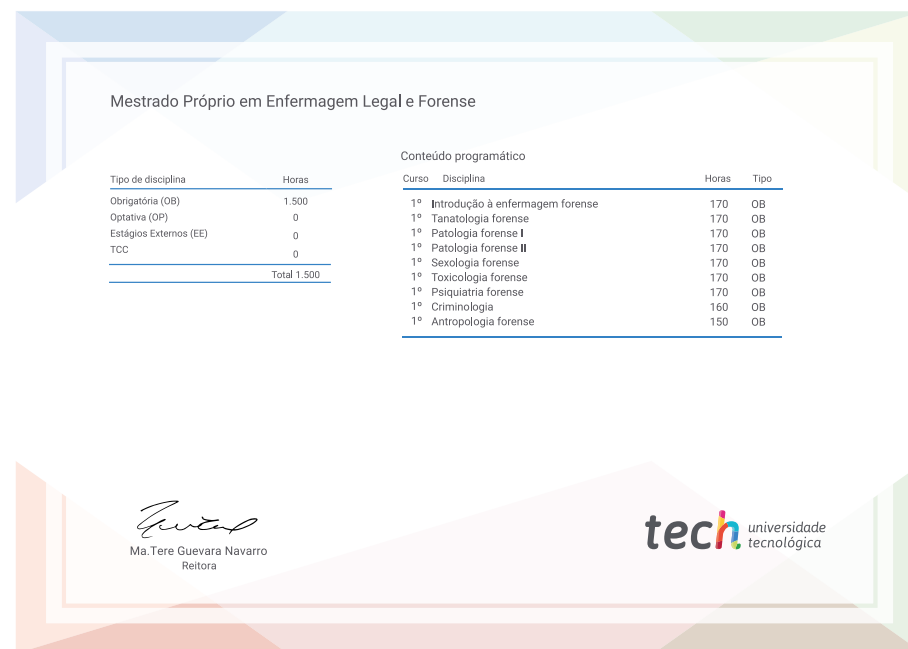 Mestrado Próprio em Enfermagem Legal e Forense
Tipo de disciplina Horas
Obrigatória (OB) 1.500
Optativa (OP) 0
Estágios Externos (EE) 0
TCC 0
Total 1.500
Conteúdo programático
Curso Disciplina Horas Tipo
1º Introdução à enfermagem forense 170 OB
1º Tanatologia forense 170 OB
1º Patologia forense I 170 OB
1º Patologia forense II 170 OB
1º Sexologia forense 170 OB
1º Toxicologia forense 170 OB
1º Psiquiatria forense 170 OB
1º Criminologia 160 OB
1º Antropologia forense 150 OB
Ma.Tere Guevara Navarro
Reitora
tech universidade
tecnológica